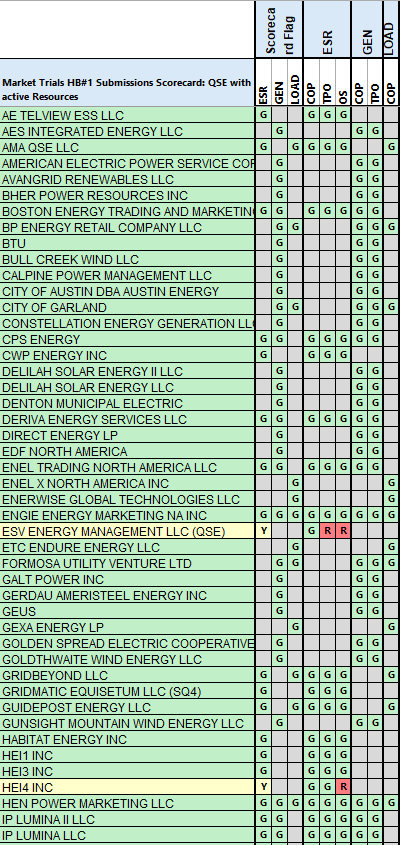 Scoreca
rd Flag
ESR
GEN
LOAD
Market Trials HB#1 Submissions Scorecard: QSE with
active Resources
ESR GEN LOAD COP TPO OS COP TPO COP
AE TELVIEW ESS LLC G G G G
AES INTEGRATED ENERGY LLC G G G
AMA QSE LLC G G G G G G
AMERICAN ELECTRIC POWER SERVICE COR G G G
AVANGRID RENEWABLES LLC G G G
BHER POWER RESOURCES INC G G G
BOSTON ENERGY TRADING AND MARKETIN G G G G G G G
BP ENERGY RETAIL COMPANY LLC G G G G G
BTU G G G
BULL CREEK WIND LLC G G G
CALPINE POWER MANAGEMENT LLC G G G
CITY OF AUSTIN DBA AUSTIN ENERGY G G G
CITY OF GARLAND G G G G G
CONSTELLATION ENERGY GENERATION LL G G G
CPS ENERGY G G G G G G G
CWP ENERGY INC G G G G
DELILAH SOLAR ENERGY II LLC G G G
DELILAH SOLAR ENERGY LLC G G G
DENTON MUNICIPAL ELECTRIC G G G
DERIVA ENERGY SERVICES LLC G G G G G G G
DIRECT ENERGY LP G G G
EDF NORTH AMERICA G G G
ENEL TRADING NORTH AMERICA LLC G G G G G G G
ENEL X NORTH AMERICA INC G G
ENERWISE GLOBAL TECHNOLOGIES LLC G G
ENGIE ENERGY MARKETING NA INC G G G G G G G G G
ESV ENERGY MANAGEMENT LLC (QSE) Y G R R
ETC ENDURE ENERGY LLC G G
FORMOSA UTILITY VENTURE LTD G G G G G
GALT POWER INC G G G
GERDAU AMERISTEEL ENERGY INC G G G
GEUS G G G
GEXA ENERGY LP G G
GOLDEN SPREAD ELECTRIC COOPERATIVE G G G
GOLDTHWAITE WIND ENERGY LLC G G G
GRIDBEYOND LLC G G G G G G
GRIDMATIC EQUISETUM LLC (SQ4) G G G G
GUIDEPOST ENERGY LLC G G G G G G
GUNSIGHT MOUNTAIN WIND ENERGY LLC G G G
HABITAT ENERGY INC G G G G
HEI1 INC G G G G
HEI3 INC G G G G
HEI4 INC Y G G R
HEN POWER MARKETING LLC G G G G G G G G G
IP LUMINA II LLC G G G G G G G
IP LUMINA LLC G G G G G G G